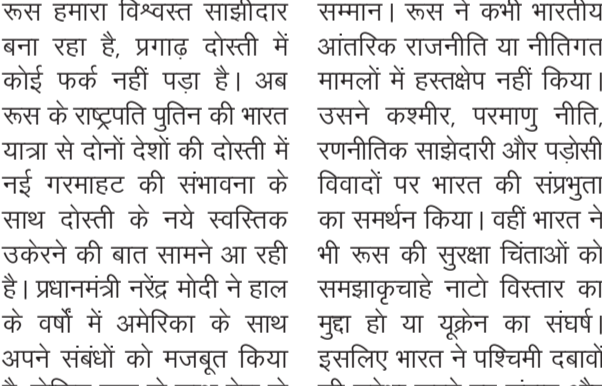 रूस हमारा विश्वस्त साझीदार
बना रहा है, प्रगाढ़ दोस्ती में
कोई फर्क नहीं पड़ा है। अब
रूस के राष्ट्रपति पुतिन की भारत
यात्रा से दोनों देशों की दोस्ती में
नई गरमाहट की संभावना के
साथ दोस्ती के नये स्वस्तिक
उकेरने की बात सामने आ रही
है। प्रधानमंत्री नरेंद्र मोदी ने हाल
के वर्षों में अमेरिका के साथ
अपने संबंधों को मजबूत किया
सम्मान। रूस ने कभी भारतीय
आंतरिक राजनीति या नीतिगत
मामलों में हस्तक्षेप नहीं किया।
उसने कश्मीर, परमाणु नीति,
रणनीतिक साझेदारी और पड़ोसी
विवादों पर भारत की संप्रभुता
का समर्थन किया। वहीं भारत ने
भी रूस की सुरक्षा चिंताओं को
समझाकृचाहे नाटो विस्तार का
मुद्दा हो या यूक्रेन का संघर्ष।
इसलिए भारत ने पश्चिमी दबावों